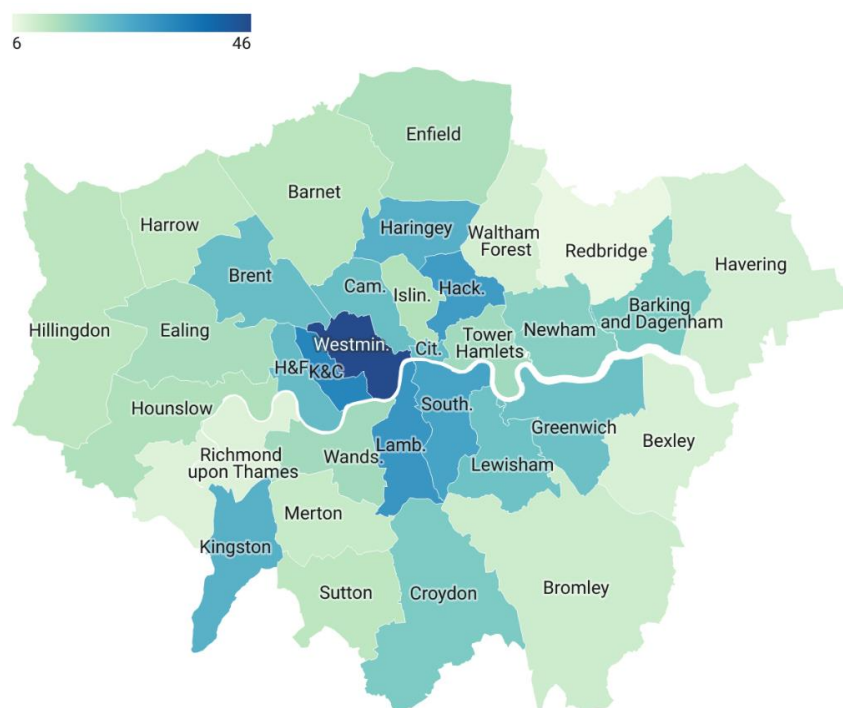 6 46
Enfield
Barnet
Harrow
Haringey
Waltham
Forest
Redbridge
Havering
Brent
Cam.
Islin.
Hack.
Barking
and Dagenham
Hillingdon
Ealing
Westmin.
Cit.
Tower
Hamlets
Newham
H&F
K&C
Hounslow
South.
Greenwich
Bexley
Richmond
upon Thames
Wands.
Lamb.
Lewisham
Merton
Kingston
Sutton
Croydon
Bromley